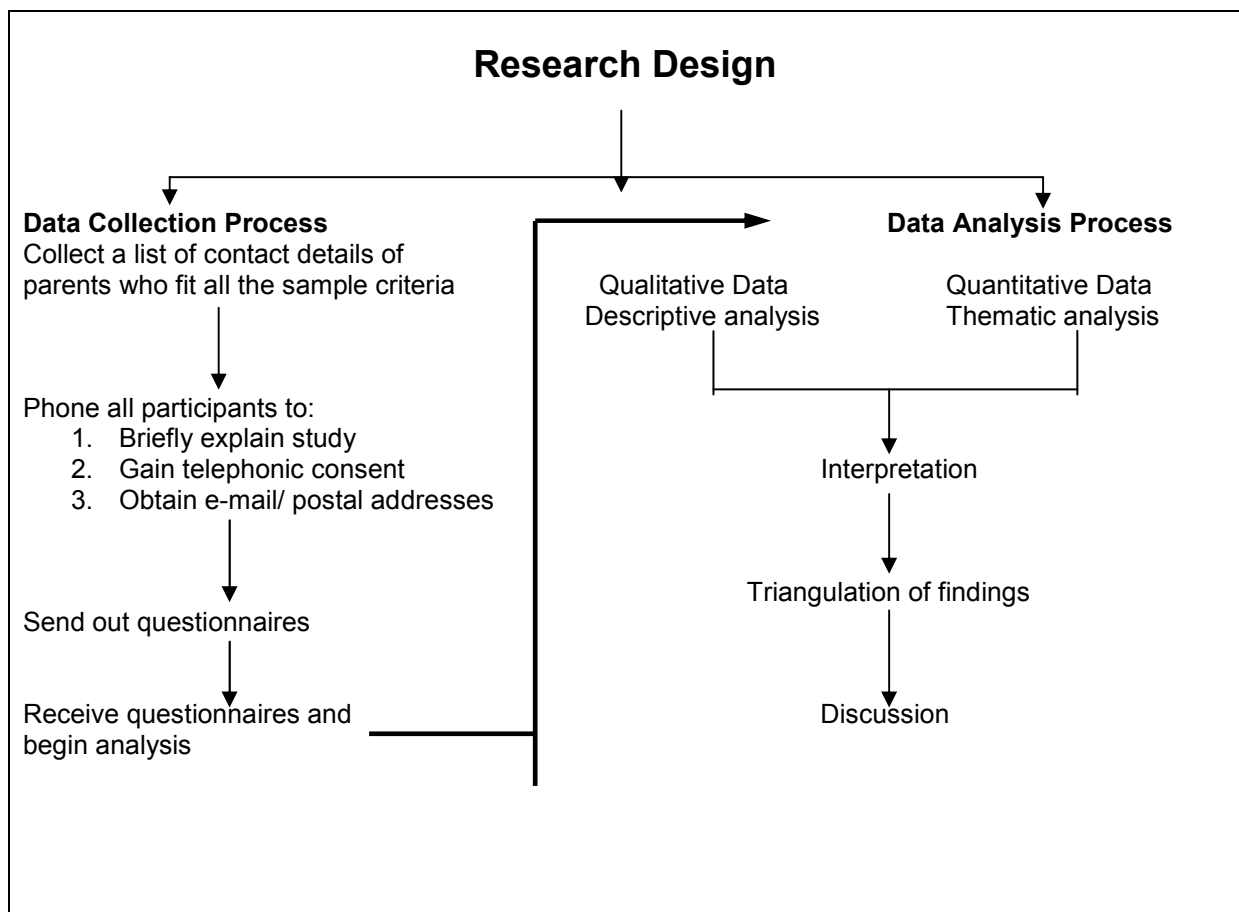 Research Design
Data Collection Process
Collect a list of contact details of
parents who fit all the sample criteria
Phone all participants to:
1. Briefly explain study
2. Gain telephonic consent
3. Obtain e-mail/ postal addresses
Send out questionnaires
Receive questionnaires and
begin analysis
Data Analysis Process
Qualitative Data
Descriptive analysis
Quantitative Data
Thematic analysis
Interpretation
Triangulation of findings
Discussion